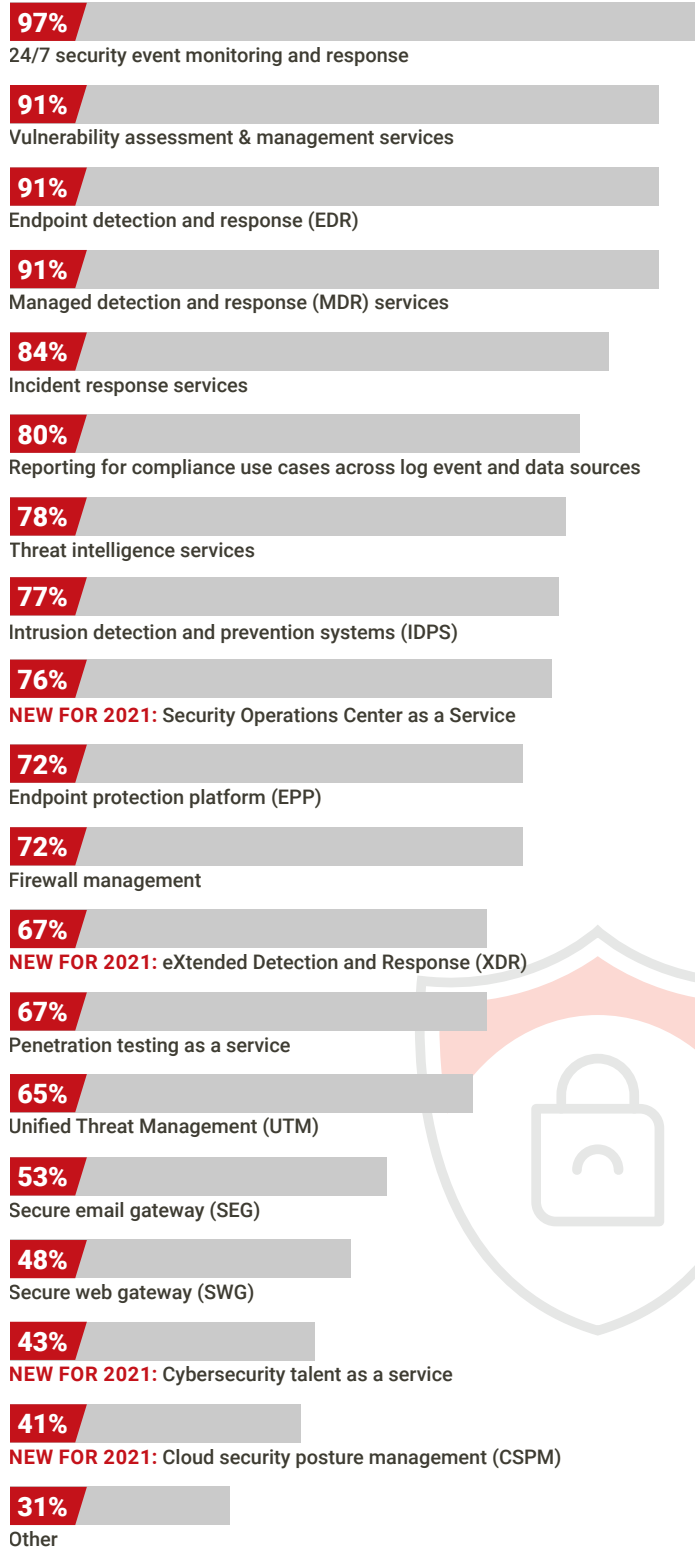 97%
24/7 security event monitoring and response
91%
Vulnerability assessment & management services
91%
Endpoint detection and response (EDR)
91%
Managed detection and response (MDR) services
84%
Incident response services
80%
Reporting for compliance use cases across log event and data sources
78%
Threat intelligence services
77%
Intrusion detection and prevention systems (IDPS)
76%
NEW FOR 2021: Security Operations Center as a Service
72%
Endpoint protection platform (EPP)
72%
Firewall management
67%
NEW FOR 2021: eXtended Detection and Response (XDR)
67%
Penetration testing as a service
65%
Unified Threat Management (UTM)
53%
Secure email gateway (SEG)
48%
Secure web gateway (SWG)
43%
NEW FOR 2021: Cybersecurity talent as a service
41%
NEW FOR 2021: Cloud security posture management (CSPM)
31%
Other